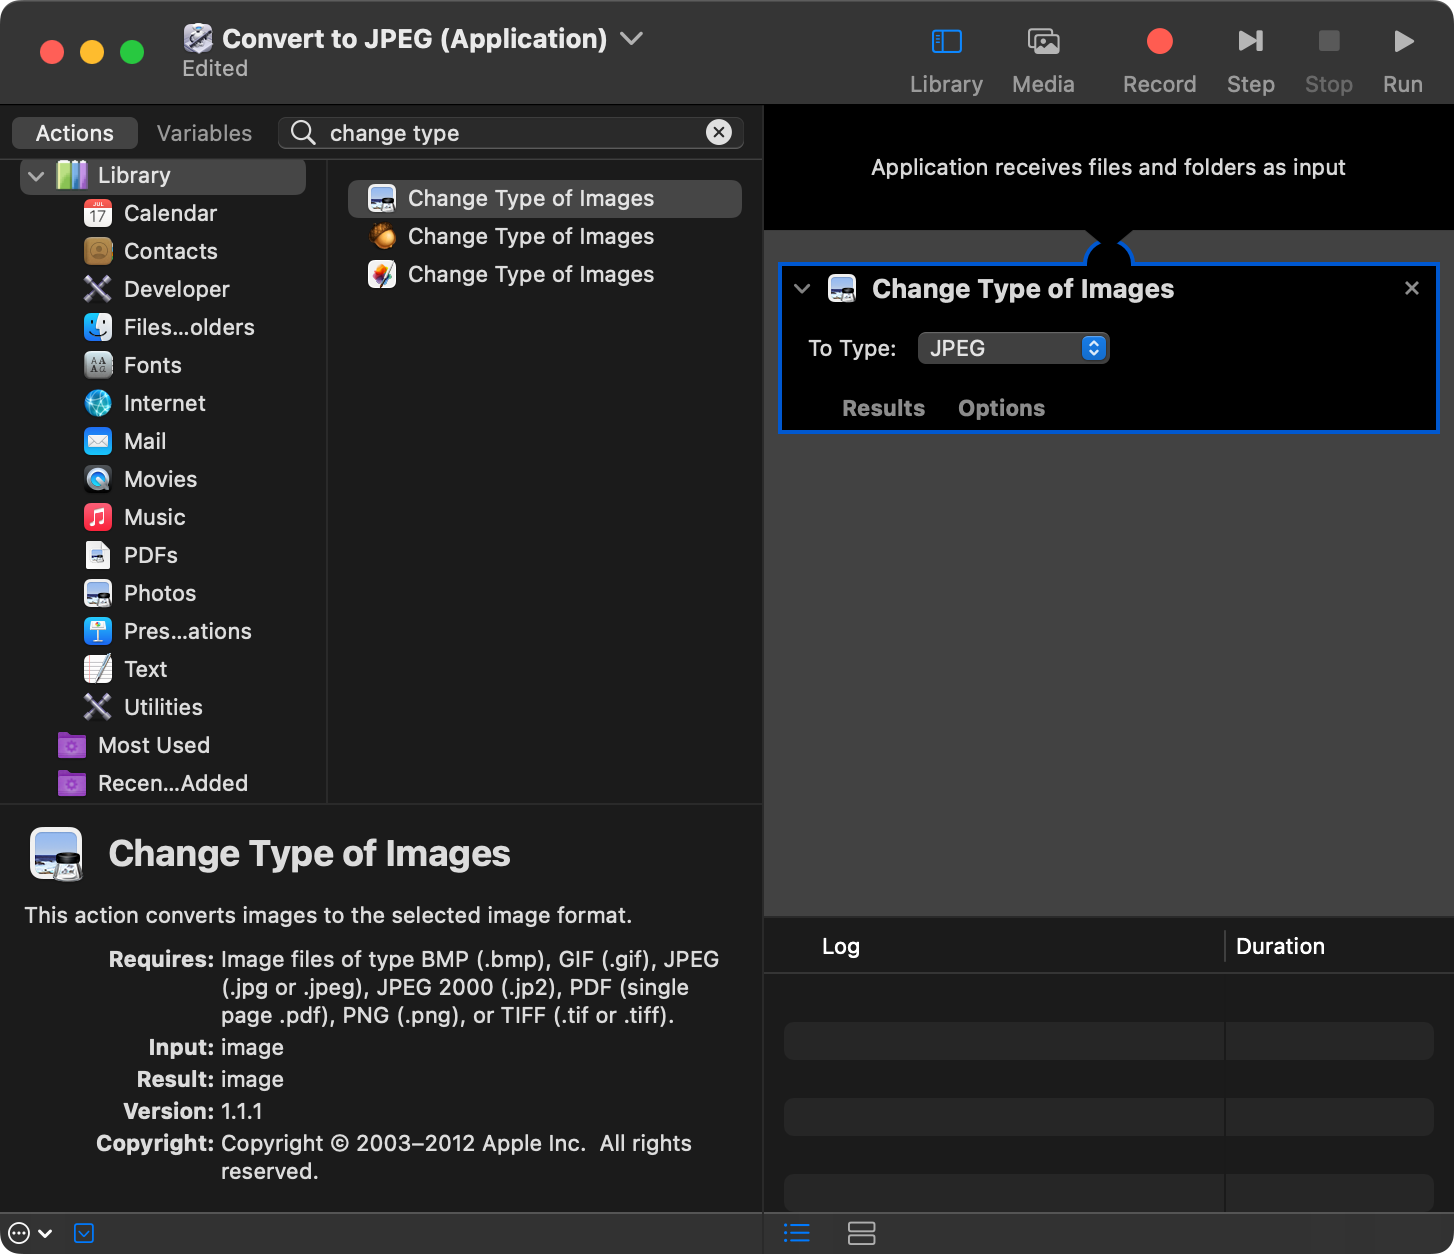 Convert to JPEG (Application)
Edited
Library
Media
Record
Step
Stop
Run
Actions
Variables
change type
Library
JUL
17
Calendar
Contacts
Developer
Files...olders
AA
AG
Fonts
Internet
Mail
Movies
Music
PDFs
Photos
Pres...ations
Text
Utilities
Most Used
Recen...Added
Change Type of Images
Change Type of Images
Change Type of Images
Change Type of Images
This action converts images to the selected image format.
Requires: Image files of type BMP (.bmp), GIF (.gif), JPEG
(.jpg or .jpeg), JPEG 2000 (.jp2), PDF (single
page .pdf), PNG (.png), or TIFF (.tif or .tiff).
Input: image
Result: image
Version: 1.1.1
Copyright: Copyright © 2003–2012 Apple Inc.  All rights
reserved.
Application receives files and folders as input
Change Type of Images
To Type: JPEG
Results Options
Log
Duration